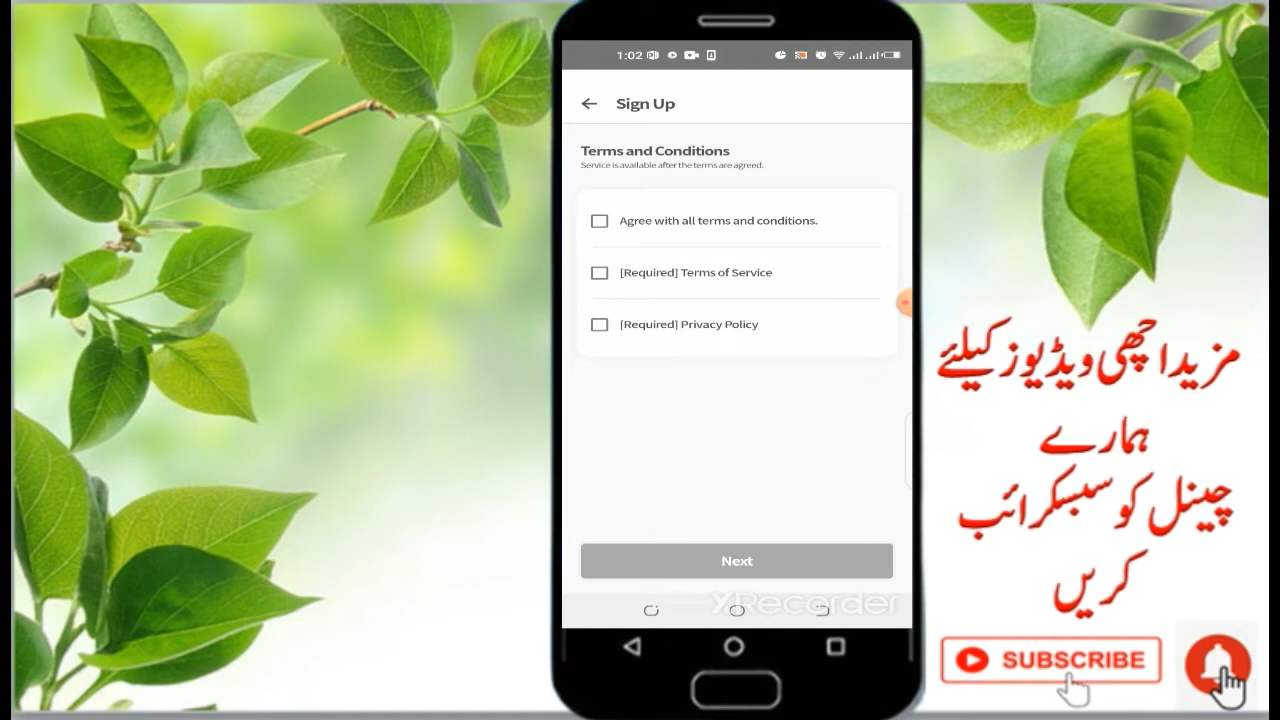 1:02
Sign Up
Terms and Conditions
Service is available after the terms are agreed.
Agree with all terms and conditions.
[Required] Terms of Service
[Required] Privacy Policy
Next
XRecorder
مزیداچھی ویڈیوز کیلئے
ہمارے
چینل کو سبسکرائب
کریں
SUBSCRIBE